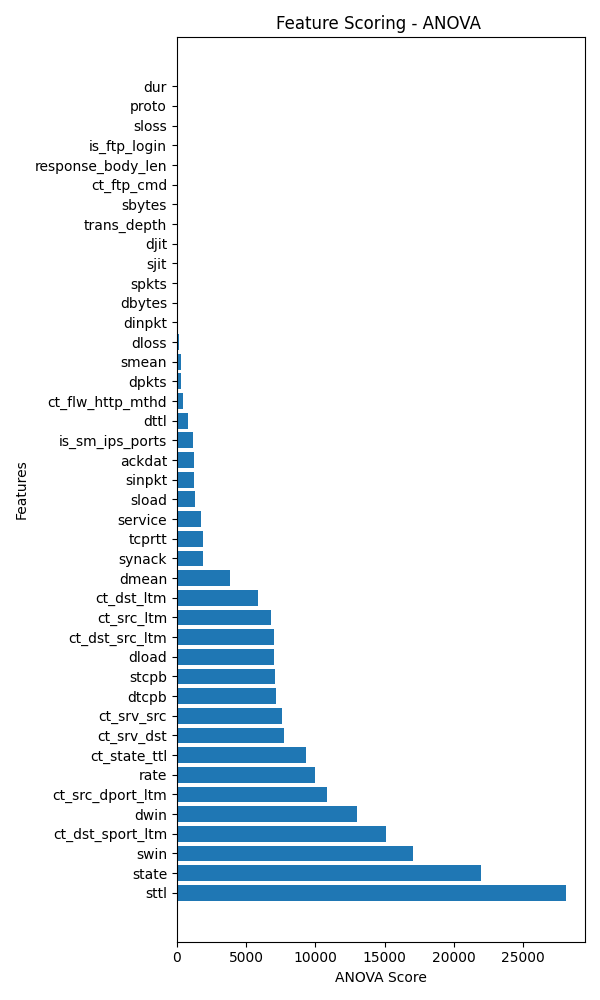 Feature Scoring - ANOVA
dur
proto
sloss
is_ftp_login
response_body_len
ct_ftp_cmd
sbytes
trans_depth
djit
sjit
spkts
dbytes
dinpkt
dloss
smean
dpkts
ct_flw_http_mthd
dttl
is_sm_ips_ports
ackdat
sinpkt
sload
service
tcprtt
synack
dmean
ct_dst_ltm
ct_src_ltm
ct_dst_src_ltm
dload
stcpb
dtcpb
ct_srv_src
ct_srv_dst
ct_state_ttl
rate
ct_src_dport_ltm
dwin
ct_dst_sport_ltm
swin
state
sttl
Features
0 5000 10000 15000 20000 25000
ANOVA Score